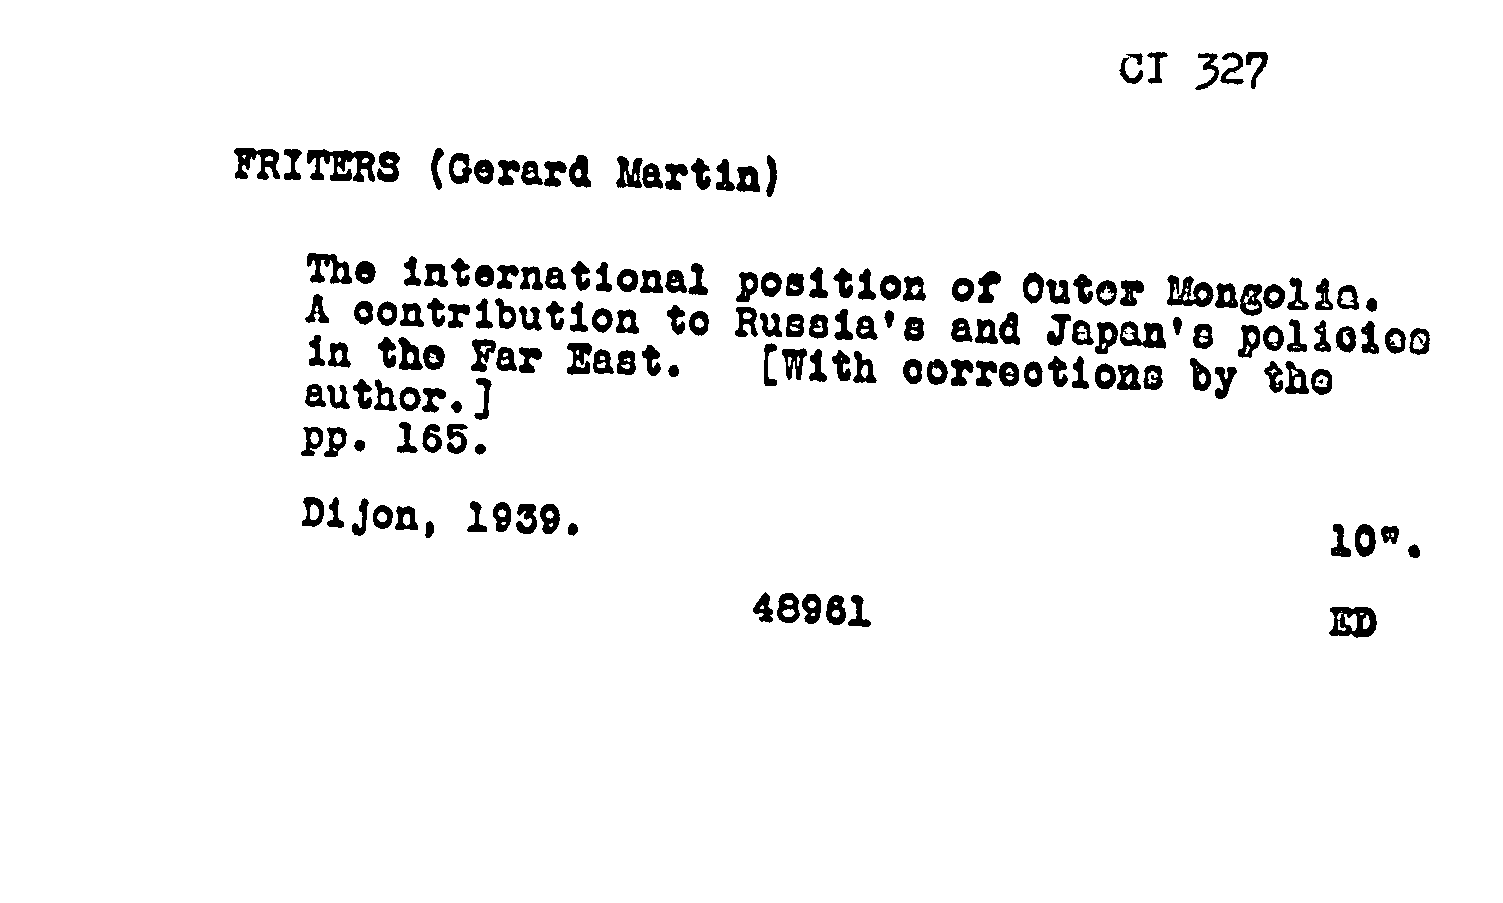 CI 327
FRITERS (Gerard Martin)
The international position of Outer Mongolia.
A contribution to Russia's and Japan's policies
in the Far East. [With corrections by the
author.]
pp. 165.
Dijon, 1939.
10".
48961
ED